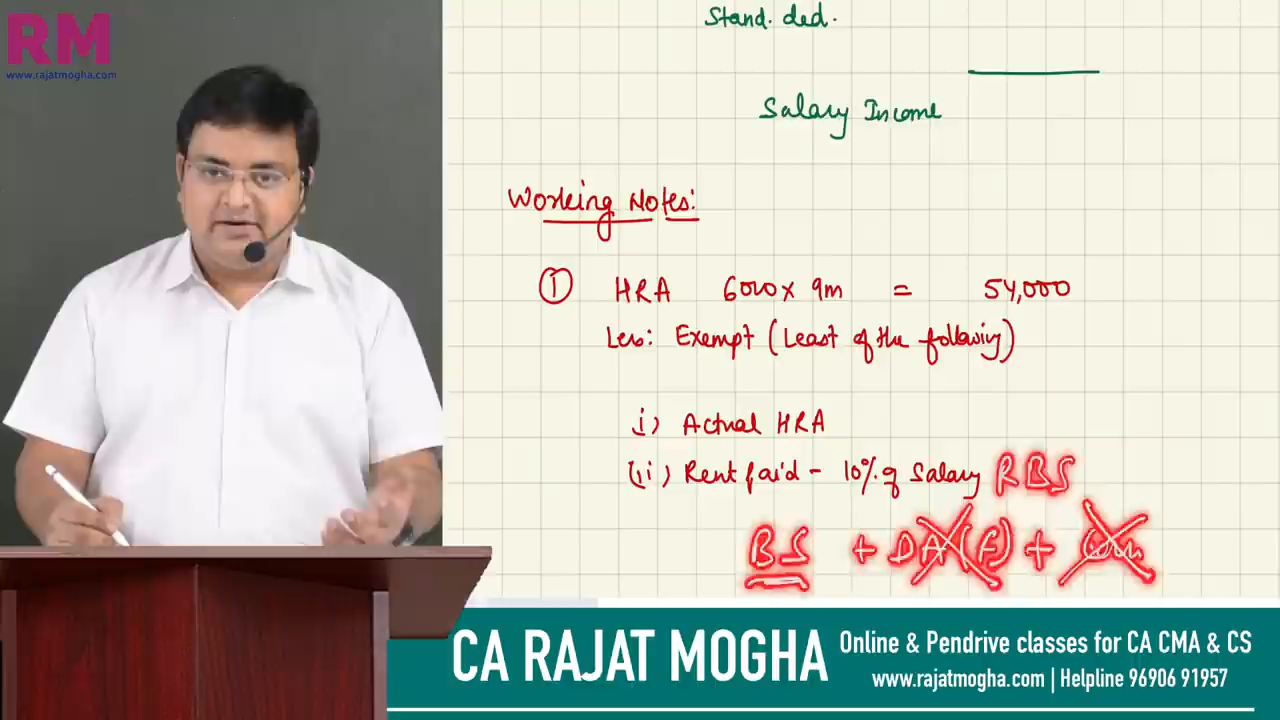 RM
www.rajatmogha.com
Stand. ded.
Salary Income
Working Notes:
① HRA 6000 x 9m = 54,000
Less: Exempt (Least of the following)
i) Actual HRA
(ii) Rent paid - 10% of Salary RBS
BS + DA(F) + Com
CA RAJAT MOGHA
Online & Pendrive classes for CA CMA & CS
www.rajatmogha.com | Helpline 96906 91957